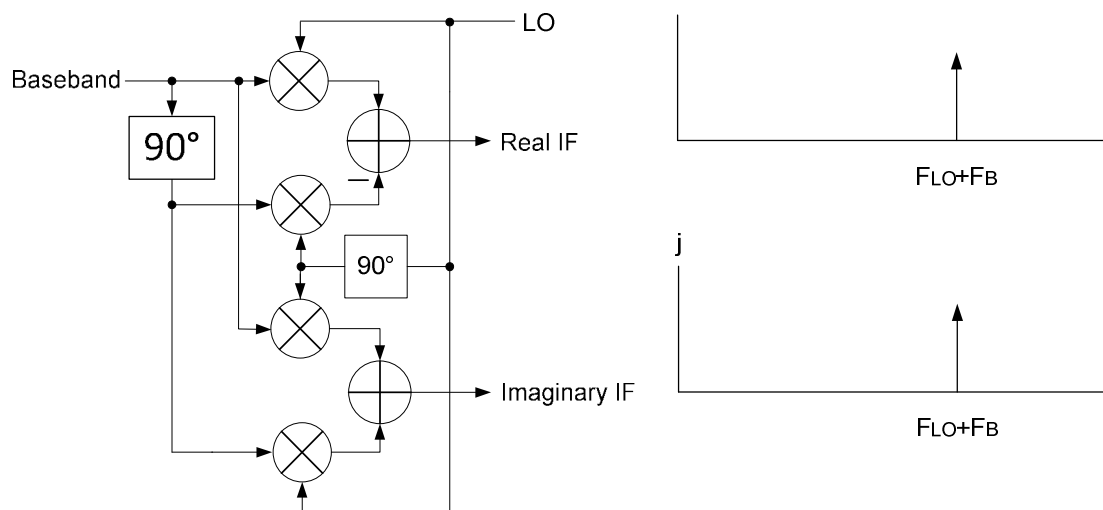 LO
Baseband
90°
Real IF
–
90°
Imaginary IF
FLO+FB
j
FLO+FB